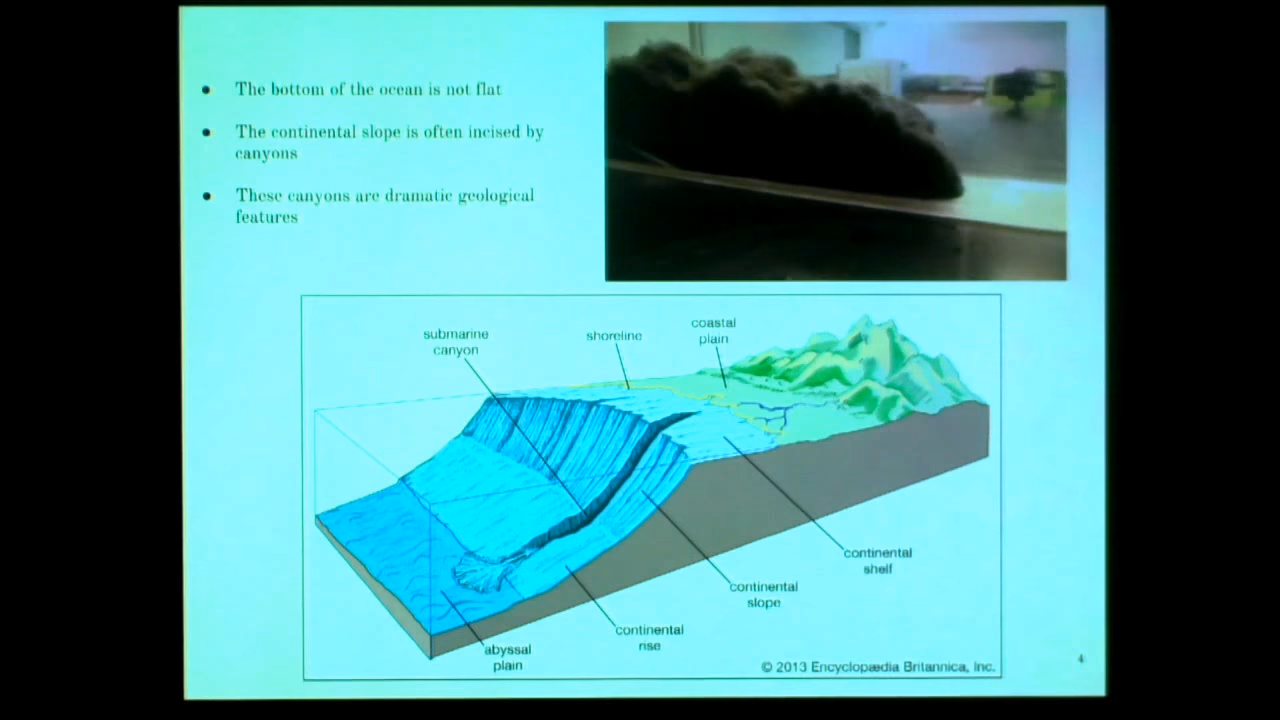 The bottom of the ocean is not flat
The continental slope is often incised by
canyons
These canyons are dramatic geological
features
submarine
canyon
shoreline
coastal
plain
continental
shelf
continental
slope
continental
rise
abyssal
plain
© 2013 Encyclopædia Britannica, Inc.
4